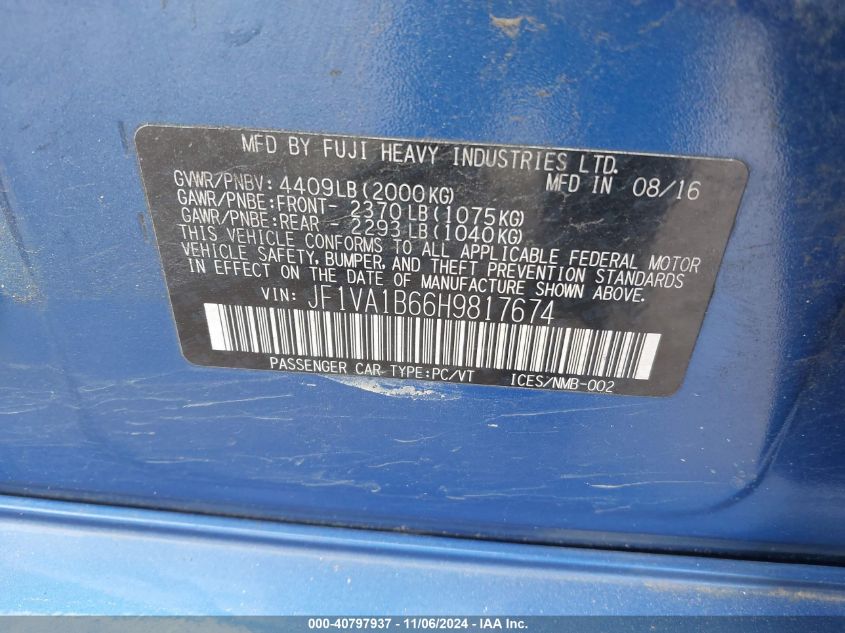 MFD BY FUJI HEAVY INDUSTRIES LTD.
GVWR/PNBV: 4409LB(2000KG) MFD IN 08/16
GAWR/PNBE:FRONT- 2370LB(1075KG)
GAWR/PNBE:REAR - 2293LB(1040KG)
THIS VEHICLE CONFORMS TO ALL APPLICABLE FEDERAL MOTOR
VEHICLE SAFETY, BUMPER, AND THEFT PREVENTION STANDARDS
IN EFFECT ON THE DATE OF MANUFACTURE SHOWN ABOVE.
VIN: JF1VA1B66H9817674
PASSENGER CAR-TYPE:PC/VT ICES/NMB-002
000-40797937 - 11/06/2024 - IAA Inc.